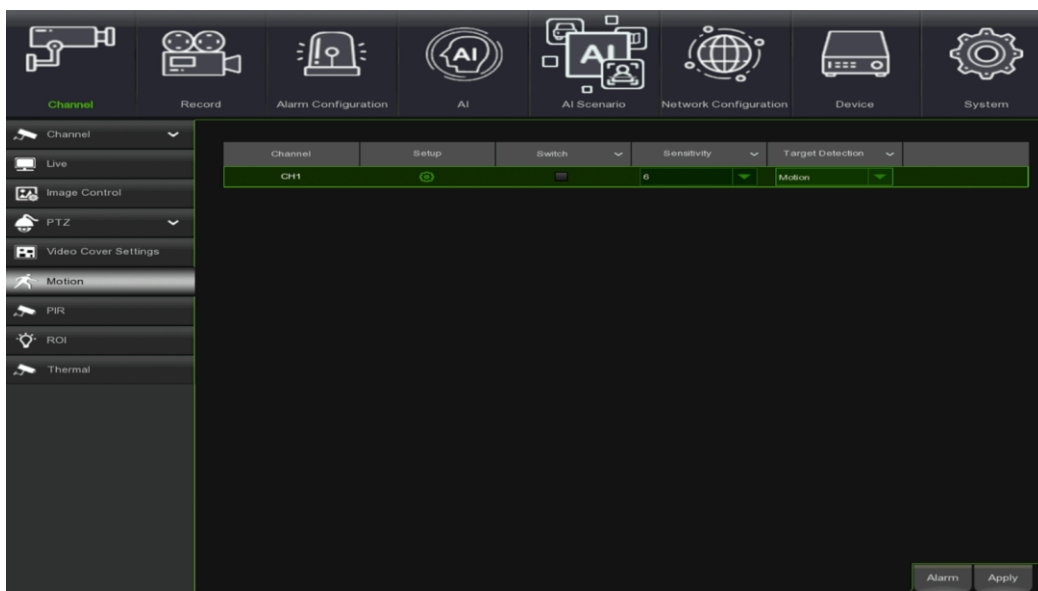 Channel Record Alarm Configuration AI AI Scenario Network Configuration Device System
Channel
Live
Image Control
PTZ
Video Cover Settings
Motion
PIR
ROI
Thermal
Channel Setup Switch Sensitivity Target Detection
CH1 6 Motion
Alarm Apply